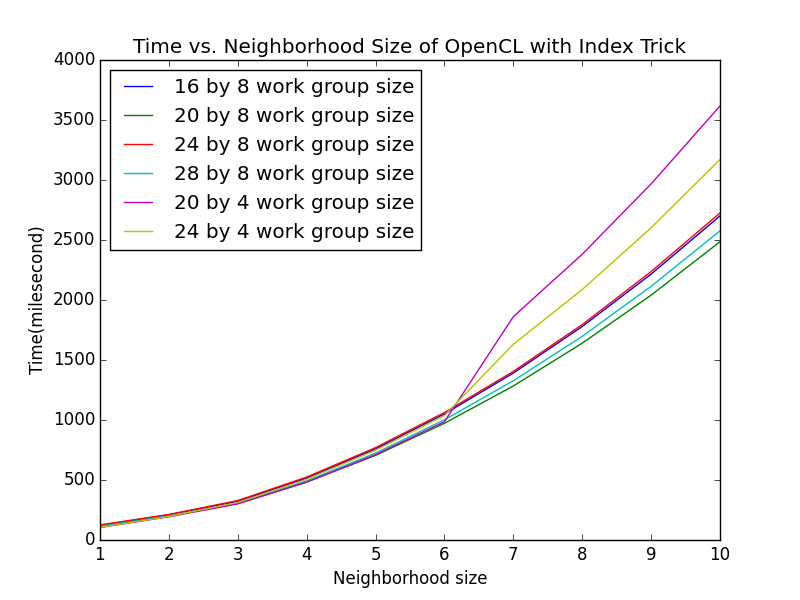 Time vs. Neighborhood Size of OpenCL with Index Trick
4000
3500
3000
2500
2000
1500
1000
500
0
Time(milesecond)
16 by 8 work group size
20 by 8 work group size
24 by 8 work group size
28 by 8 work group size
20 by 4 work group size
24 by 4 work group size
1 2 3 4 5 6 7 8 9 10
Neighborhood size